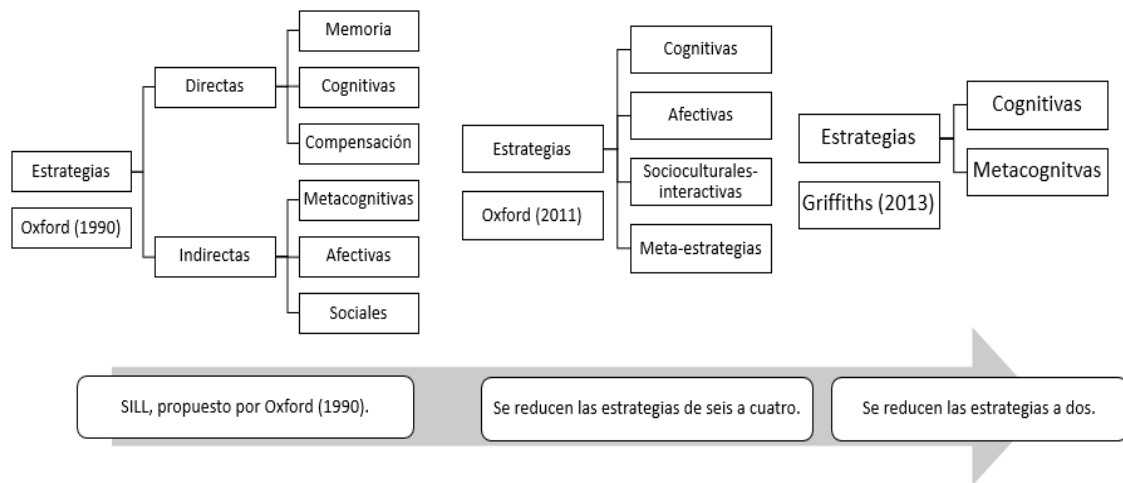 Estrategias
Oxford (1990)
Directas
Memoria
Cognitivas
Compensación
Indirectas
Metacognitivas
Afectivas
Sociales
Estrategias
Oxford (2011)
Cognitivas
Afectivas
Socioculturales-
interactivas
Meta-estrategias
Estrategias
Griffiths (2013)
Cognitivas
Metacognitvas
SILL, propuesto por Oxford (1990).
Se reducen las estrategias de seis a cuatro.
Se reducen las estrategias a dos.